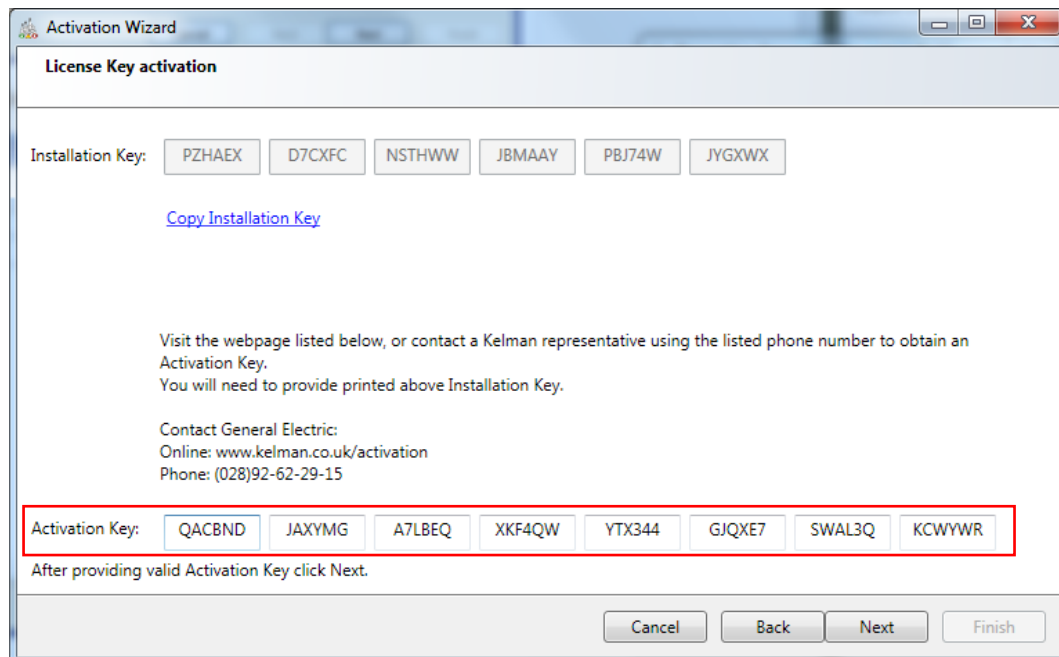 Activation Wizard
License Key activation
Installation Key: PZHAEX D7CXFC NSTHWW JBMAAY PBJ74W JYGXWX
Copy Installation Key
Visit the webpage listed below, or contact a Kelman representative using the listed phone number to obtain an
Activation Key.
You will need to provide printed above Installation Key.
Contact General Electric:
Online: www.kelman.co.uk/activation
Phone: (028)92-62-29-15
Activation Key: QACBND JAXYMG A7LBEQ XKF4QW YTX344 GJQXE7 SWAL3Q KCWYWR
After providing valid Activation Key click Next.
Cancel Back Next Finish